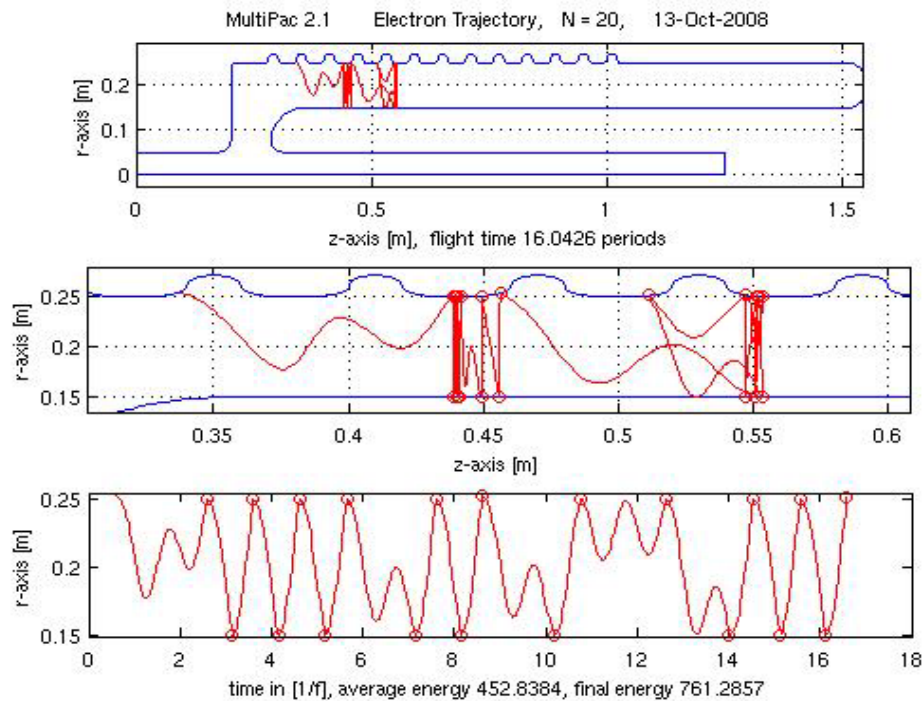 MultiPac 2.1 Electron Trajectory, N = 20, 13-Oct-2008
r-axis [m]
0.2
0.1
0
0 0.5 1 1.5
z-axis [m], flight time 16.0426 periods
r-axis [m]
0.25
0.2
0.15
0.35 0.4 0.45 0.5 0.55 0.6
z-axis [m]
r-axis [m]
0.25
0.2
0.15
0 2 4 6 8 10 12 14 16 18
time in [1/f], average energy 452.8384, final energy 761.2857